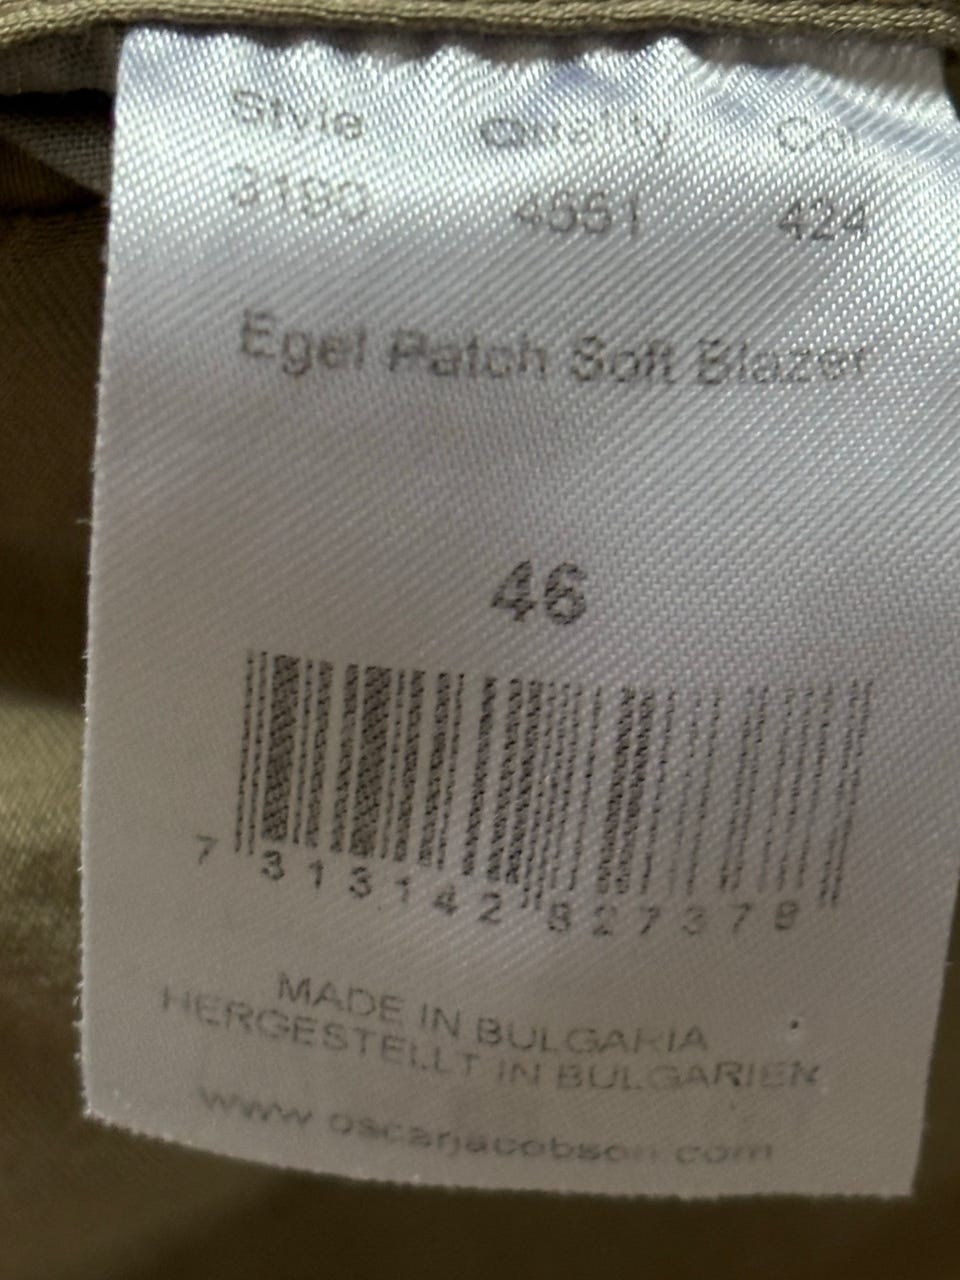 Style Quality Col
3190 4551 424
Egel Patch Soft Blazer
46
7 313142 827378
MADE IN BULGARIA
HERGESTELLT IN BULGARIEN
www oscarjacobson com